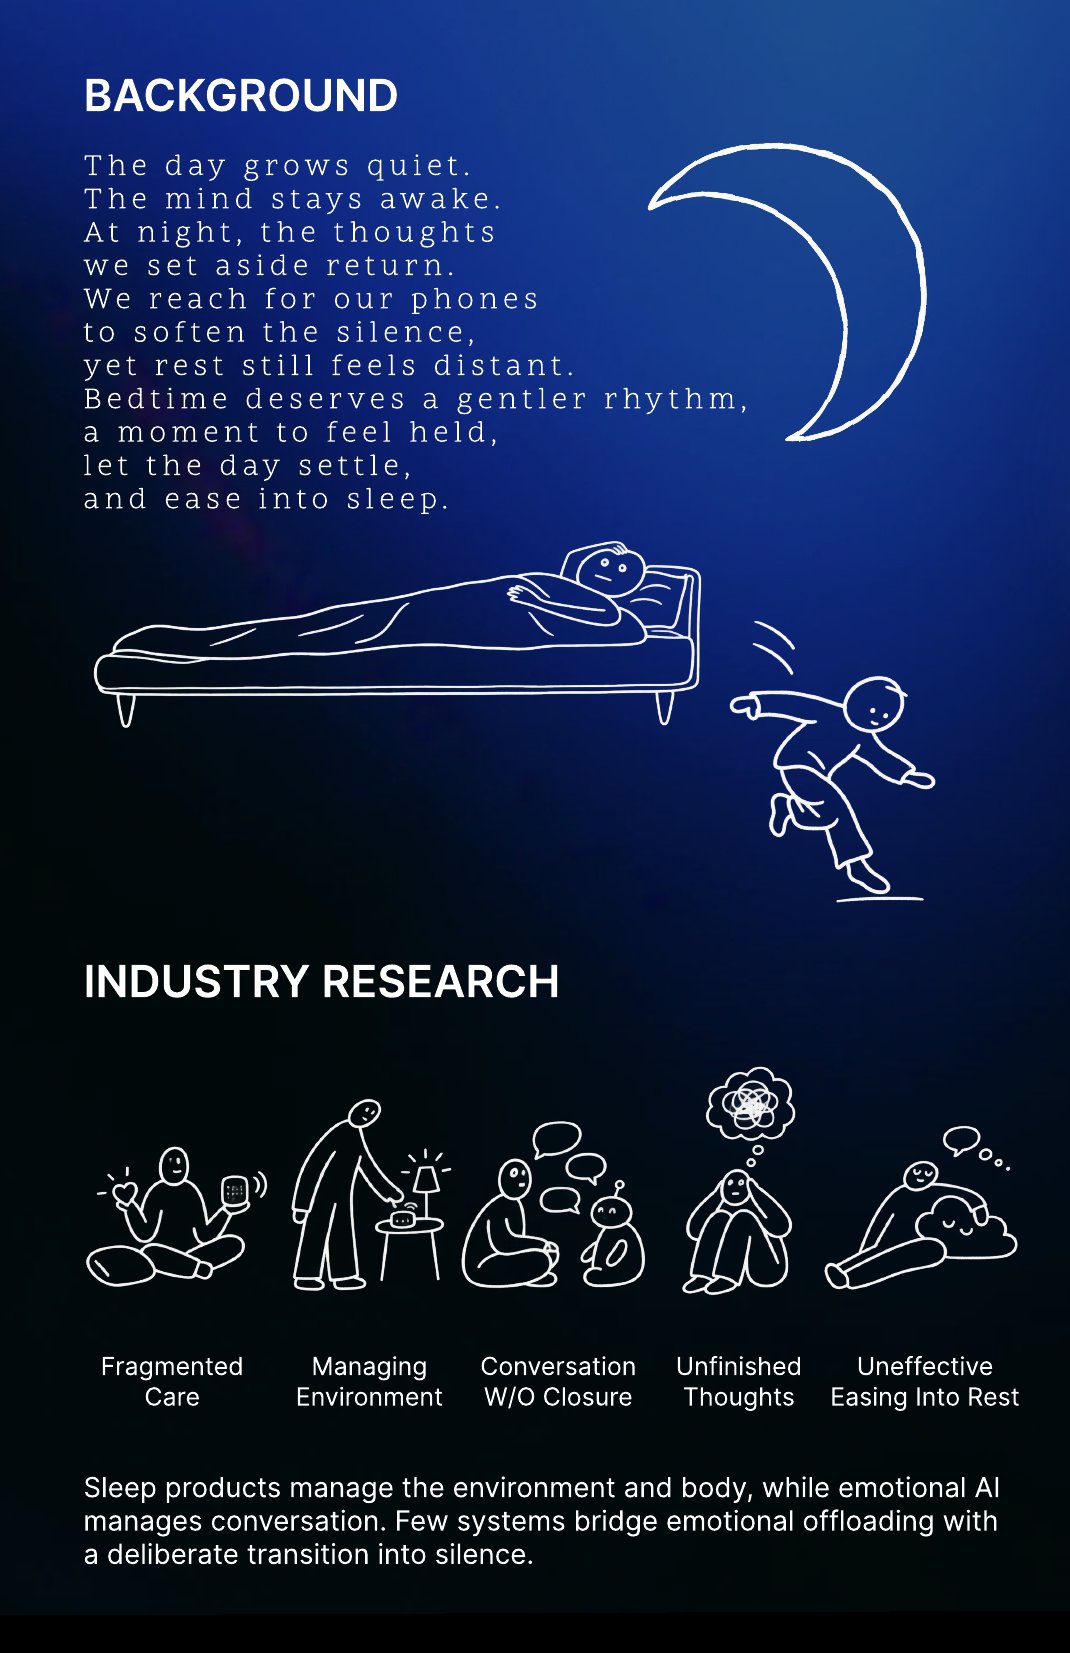 BACKGROUND
The day grows quiet.
The mind stays awake.
At night, the thoughts
we set aside return.
We reach for our phones
to soften the silence,
yet rest still feels distant.
Bedtime deserves a gentler rhythm,
a moment to feel held,
let the day settle,
and ease into sleep.
INDUSTRY RESEARCH
Fragmented
Care
Managing
Environment
Conversation
W/O Closure
Unfinished
Thoughts
Uneffective
Easing Into Rest
Sleep products manage the environment and body, while emotional AI
manages conversation. Few systems bridge emotional offloading with
a deliberate transition into silence.